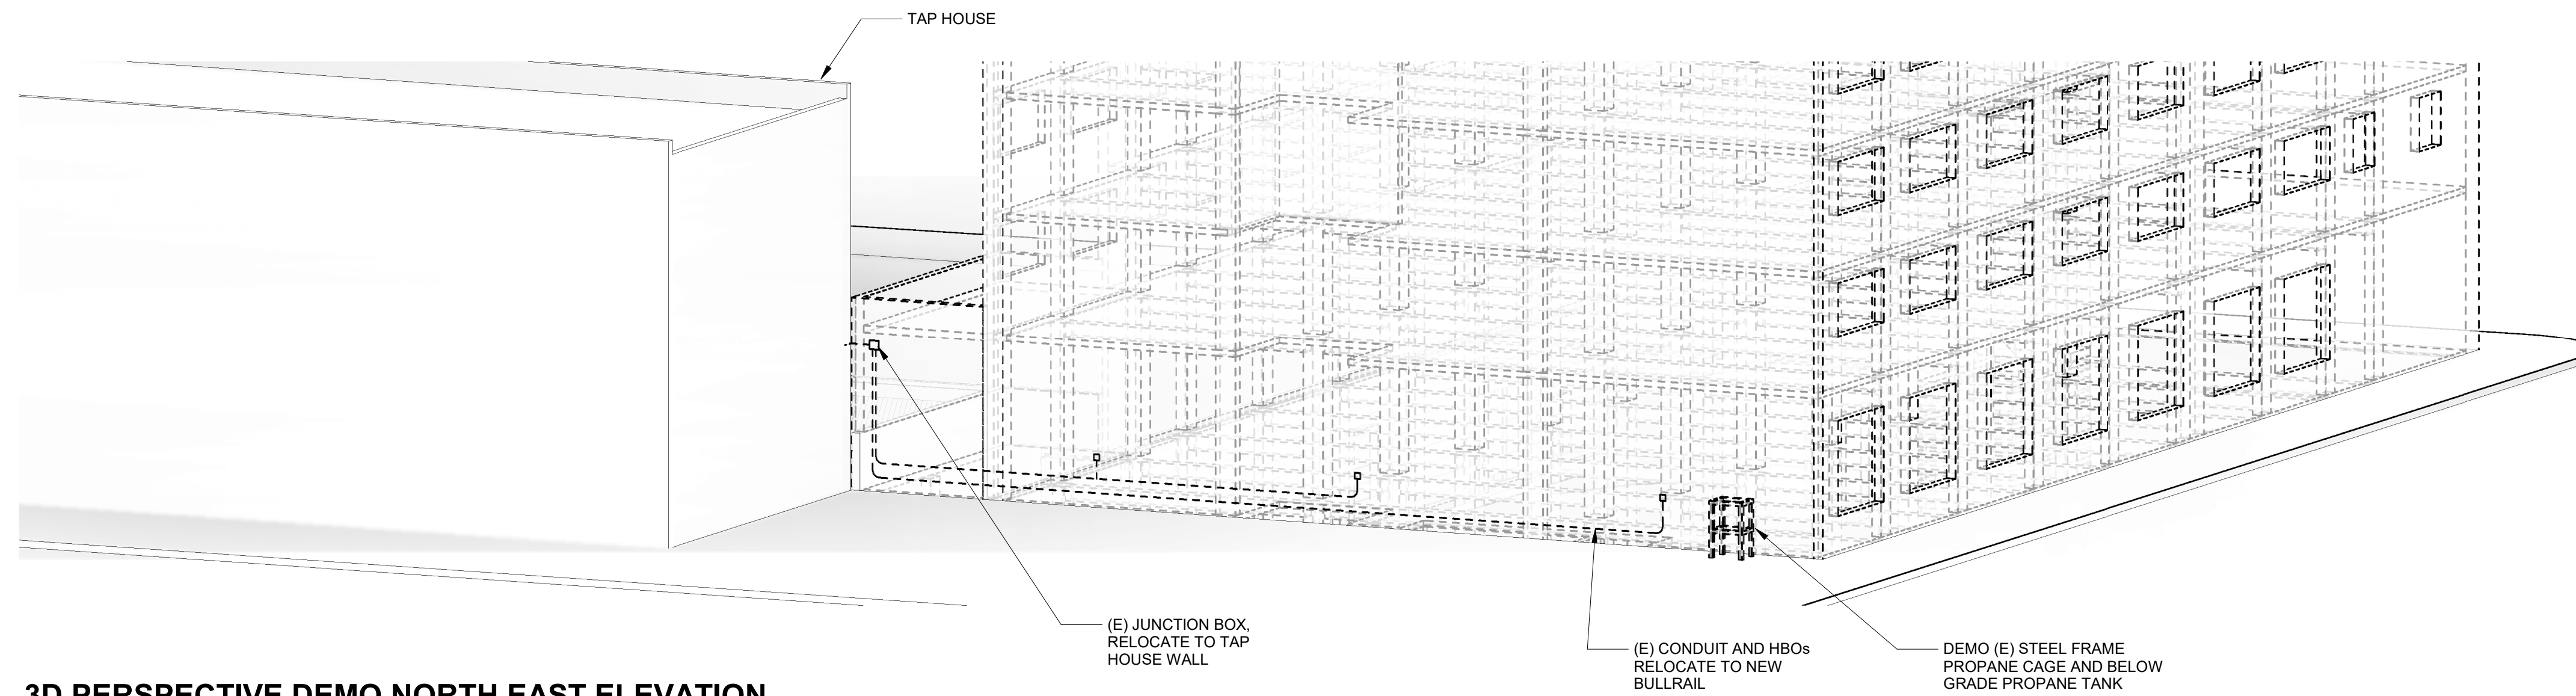 TAP HOUSE
(E) JUNCTION BOX,
RELOCATE TO TAP
HOUSE WALL
(E) CONDUIT AND HBOs
RELOCATE TO NEW
BULLRAIL
DEMO (E) STEEL FRAME
PROPANE CAGE AND BELOW
GRADE PROPANE TANK
3D PERSPECTIVE DEMO NORTH EAST ELEVATION